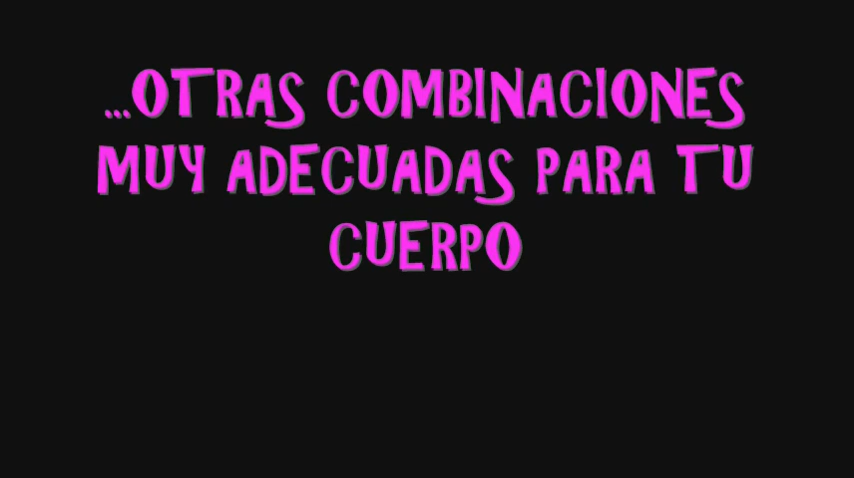 ...OTRAS COMBINACIONES
MUY ADECUADAS PARA TU
CUERPO